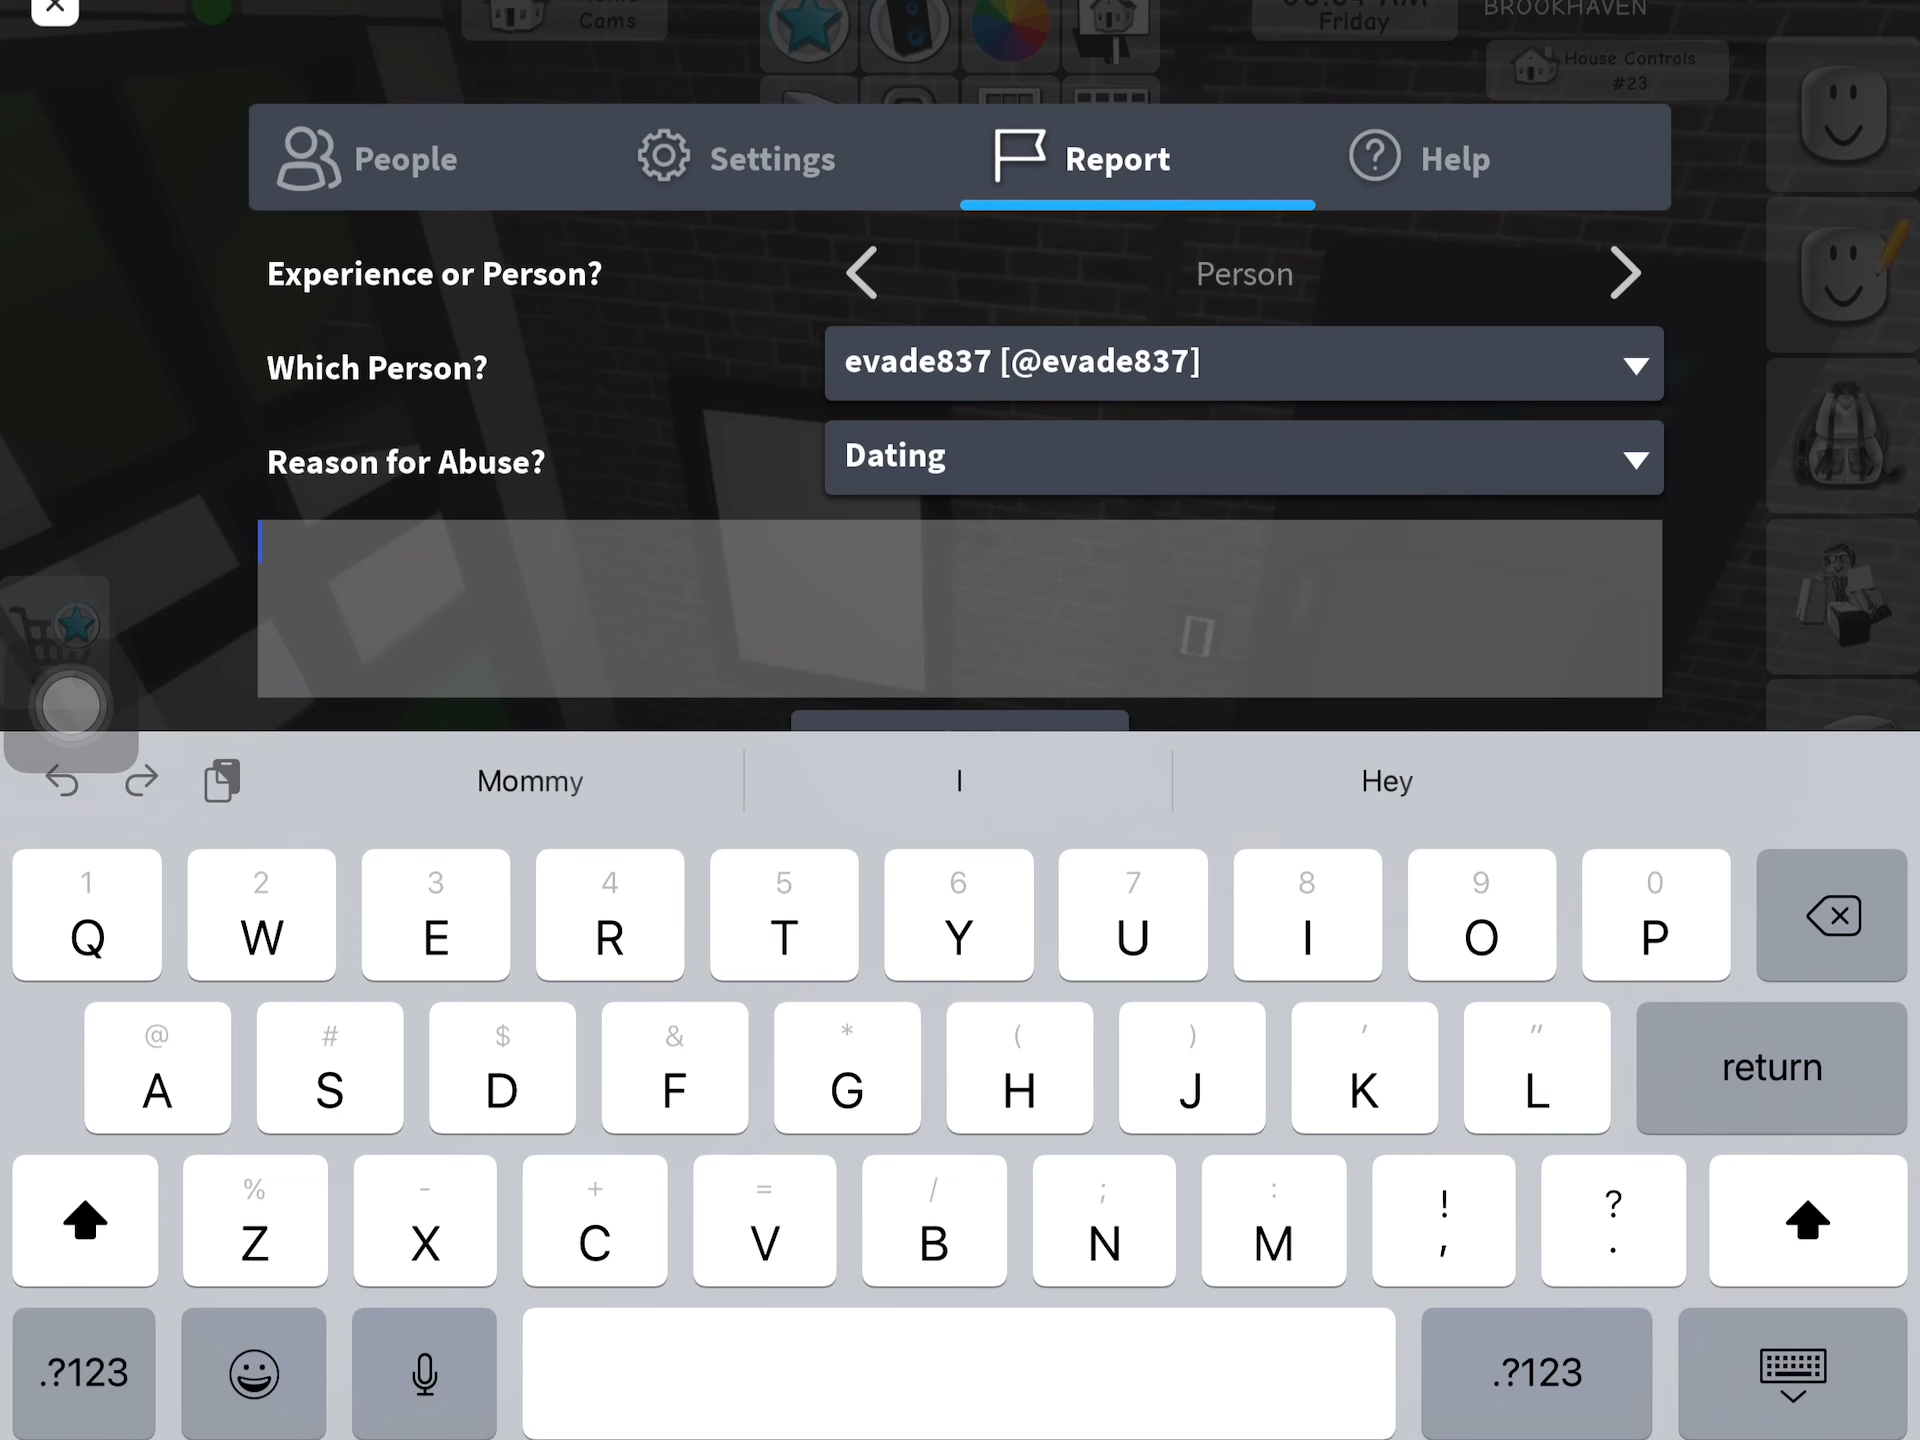 Cams
Friday
BROOKHAVEN
House Controls
#23
People
Settings
Report
Help
Experience or Person?
Person
Which Person?
evade837 [@evade837]
Reason for Abuse?
Dating
Mommy
I
Hey
1 2 3 4 5 6 7 8 9 0
Q W E R T Y U I O P
@ # $ & * ( ) ' "
A S D F G H J K L
return
% - + = / ; : ! ?
Z X C V B N M , .
.?123
.?123